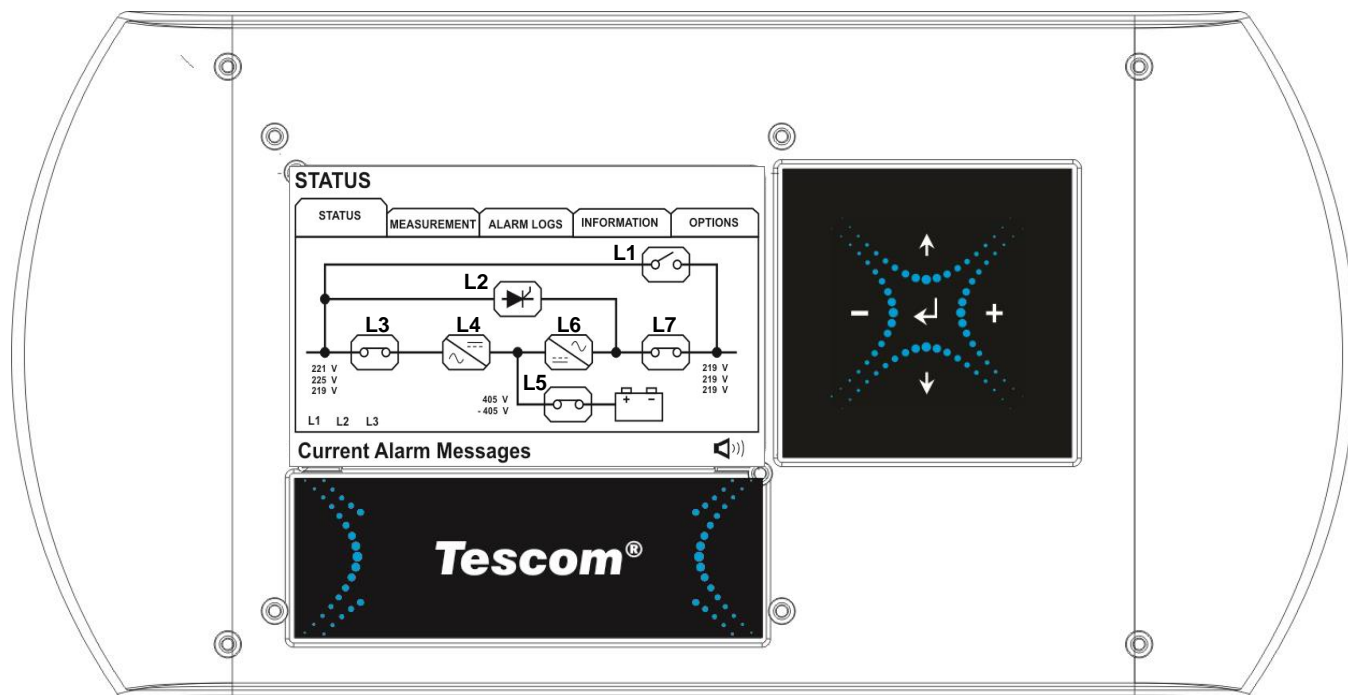 STATUS
STATUS MEASUREMENT ALARM LOGS INFORMATION OPTIONS
L1
L2
L3 L4 L6 L7
221 V
225 V
219 V
219 V
219 V
219 V
L5
405 V
- 405 V
+ −
L1 L2 L3
Current Alarm Messages
− +
Tescom®